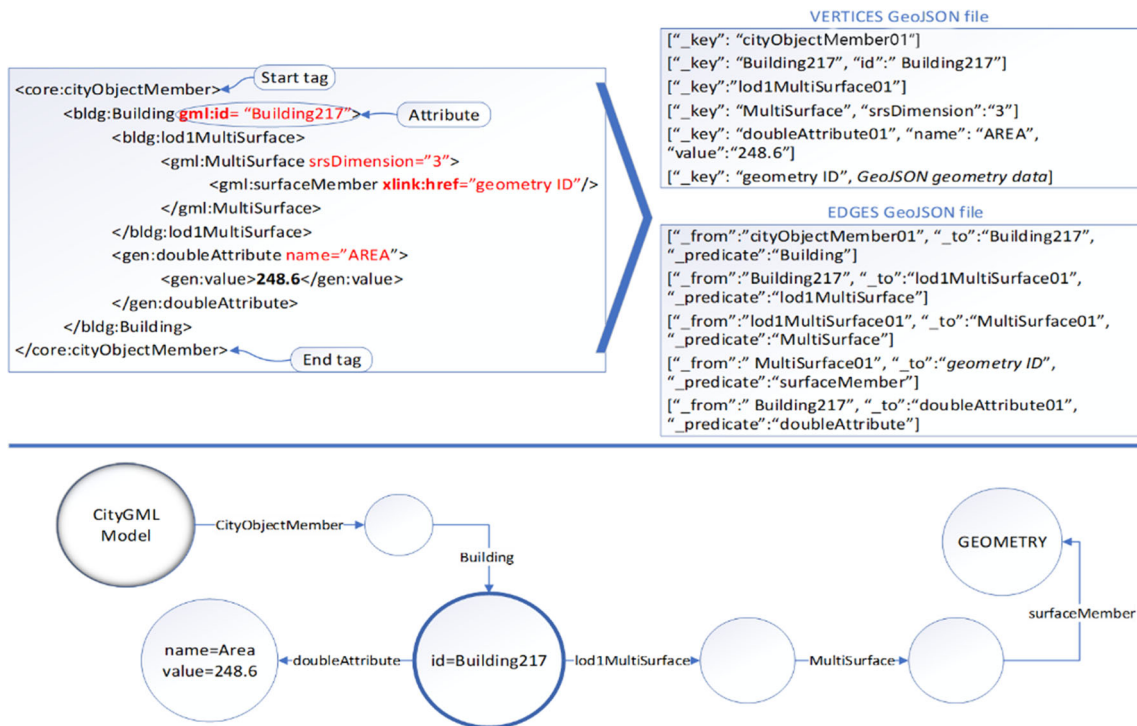 <core:cityObjectMember>
Start tag
<bldg:Building gml:id= “Building217”>
Attribute
<bldg:lod1MultiSurface>
<gml:MultiSurface srsDimension=”3”>
<gml:surfaceMember xlink:href=”geometry ID”/>
</gml:MultiSurface>
</bldg:lod1MultiSurface>
<gen:doubleAttribute name=”AREA”>
<gen:value>248.6</gen:value>
</gen:doubleAttribute>
</bldg:Building>
</core:cityObjectMember>
End tag
VERTICES GeoJSON file
[“_key”: “cityObjectMember01”]
[“_key”: “Building217”, “id”:” Building217”]
[“_key”:”lod1MultiSurface01”]
[“_key”: “MultiSurface”, “srsDimension”:“3”]
[“_key”: “doubleAttribute01”, “name”: “AREA”,
“value”:“248.6”]
[“_key”: “geometry ID”, GeoJSON geometry data]
EDGES GeoJSON file
[“_from”:”cityObjectMember01”, “_to”:“Building217”,
“_predicate”:“Building”]
[“_from”:”Building217”, “_to”:“lod1MultiSurface01”,
“_predicate”:“lod1MultiSurface”]
[“_from”:”lod1MultiSurface01”, “_to”:“MultiSurface01”,
“_predicate”:“MultiSurface”]
[“_from”:” MultiSurface01”, “_to”:“geometry ID”,
“_predicate”:“surfaceMember”]
[“_from”:” Building217”, “_to”:“doubleAttribute01”,
“_predicate”:“doubleAttribute”]
CityGML
Model
CityObjectMember
Building
GEOMETRY
surfaceMember
name=Area
value=248.6
doubleAttribute
id=Building217
lod1MultiSurface
MultiSurface